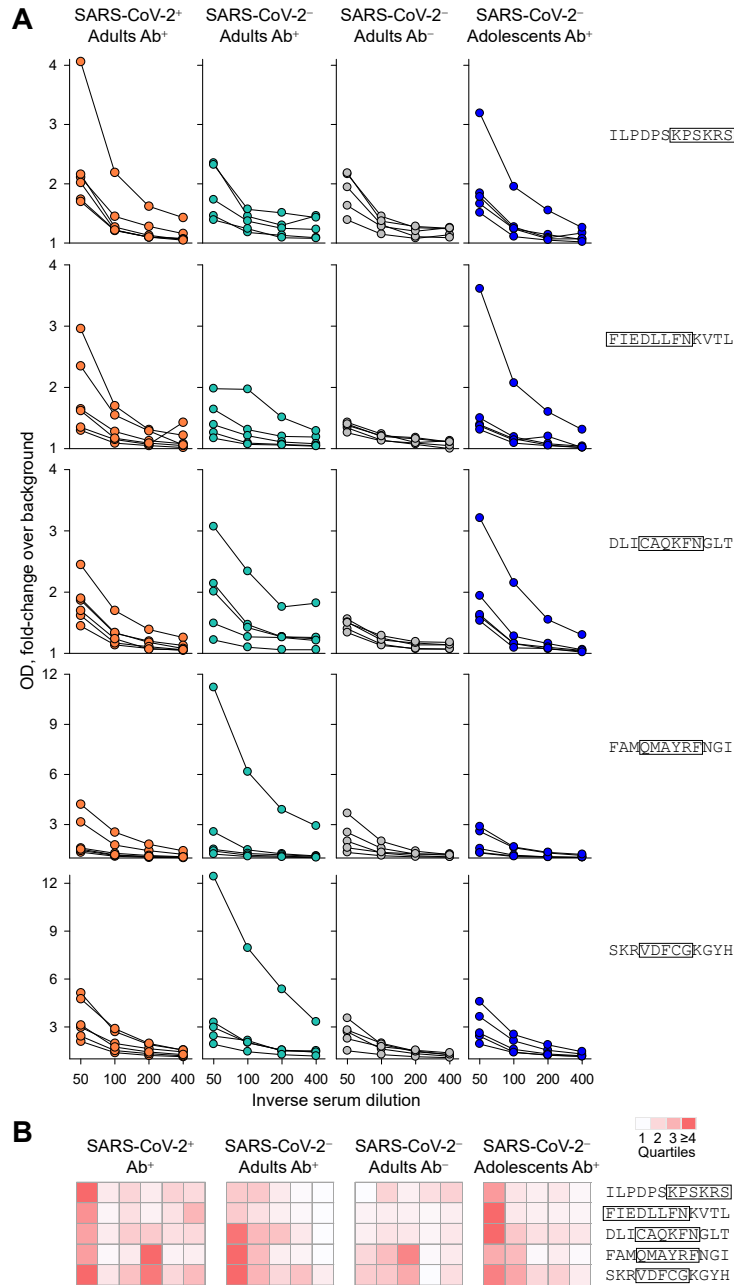 A
SARS-CoV-2⁺ SARS-CoV-2⁻ SARS-CoV-2⁻ SARS-CoV-2⁻
Adults Ab⁺ Adults Ab⁺ Adults Ab⁻ Adolescents Ab⁺
4
3
2
1
ILPDPSKPSKRS
4
3
2
1
FIEDLLFNKVTL
4
3
2
1
DLICAQKFNGLT
12
9
6
3
FAMQMAYRFNGI
12
9
6
3
SKRVDFCGKGYH
OD, fold-change over background
50 100 200 400 50 100 200 400 50 100 200 400 50 100 200 400
Inverse serum dilution
B
SARS-CoV-2⁺ SARS-CoV-2⁻ SARS-CoV-2⁻ SARS-CoV-2⁻
Ab⁺ Adults Ab⁺ Adults Ab⁻ Adolescents Ab⁺
1 2 3 ≥4
Quartiles
ILPDPSKPSKRS
FIEDLLFNKVTL
DLICAQKFNGLT
FAMQMAYRFNGI
SKRVDFCGKGYH